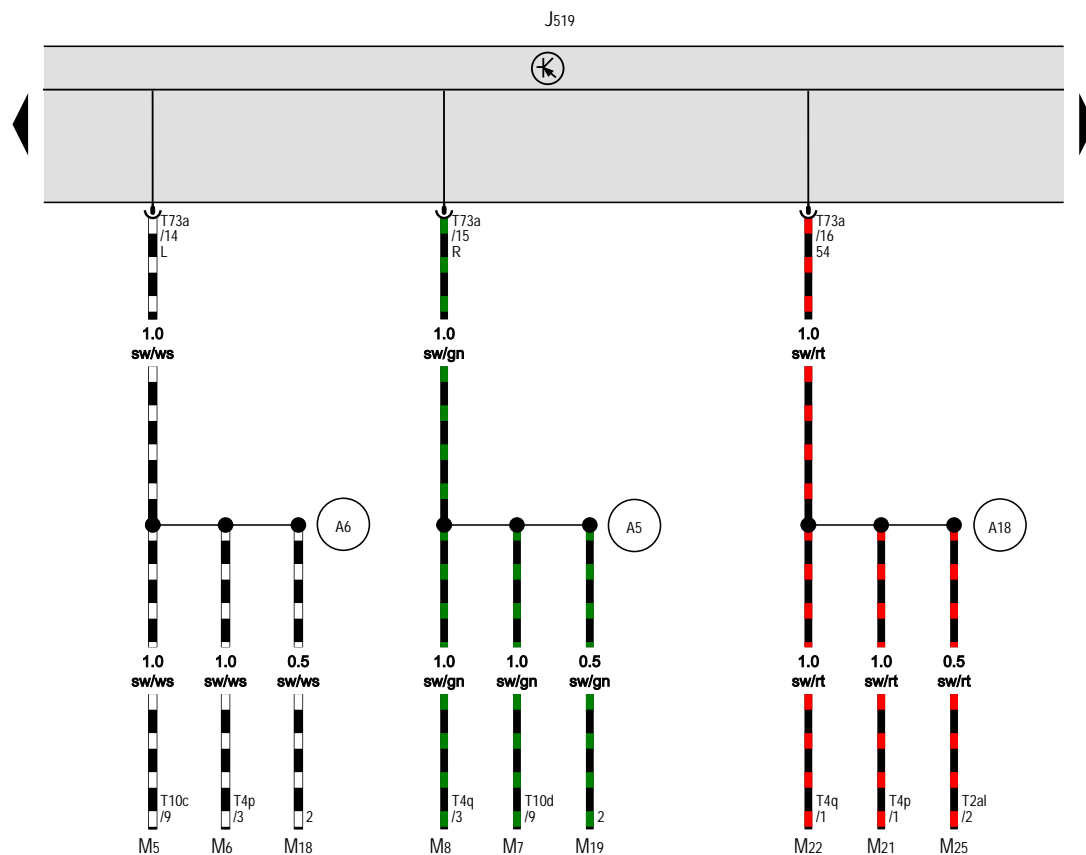 J519
T73a
/14
L
T73a
/15
R
T73a
/16
54
1.0
sw/ws
1.0
sw/gn
1.0
sw/rt
A6
A5
A18
1.0
sw/ws
1.0
sw/ws
0.5
sw/ws
1.0
sw/gn
1.0
sw/gn
0.5
sw/gn
1.0
sw/rt
1.0
sw/rt
0.5
sw/rt
T10c
/9
T4p
/3
2
T4q
/3
T10d
/9
2
T4q
/1
T4p
/1
T2al
/2
M5 M6 M18 M8 M7 M19 M22 M21 M25